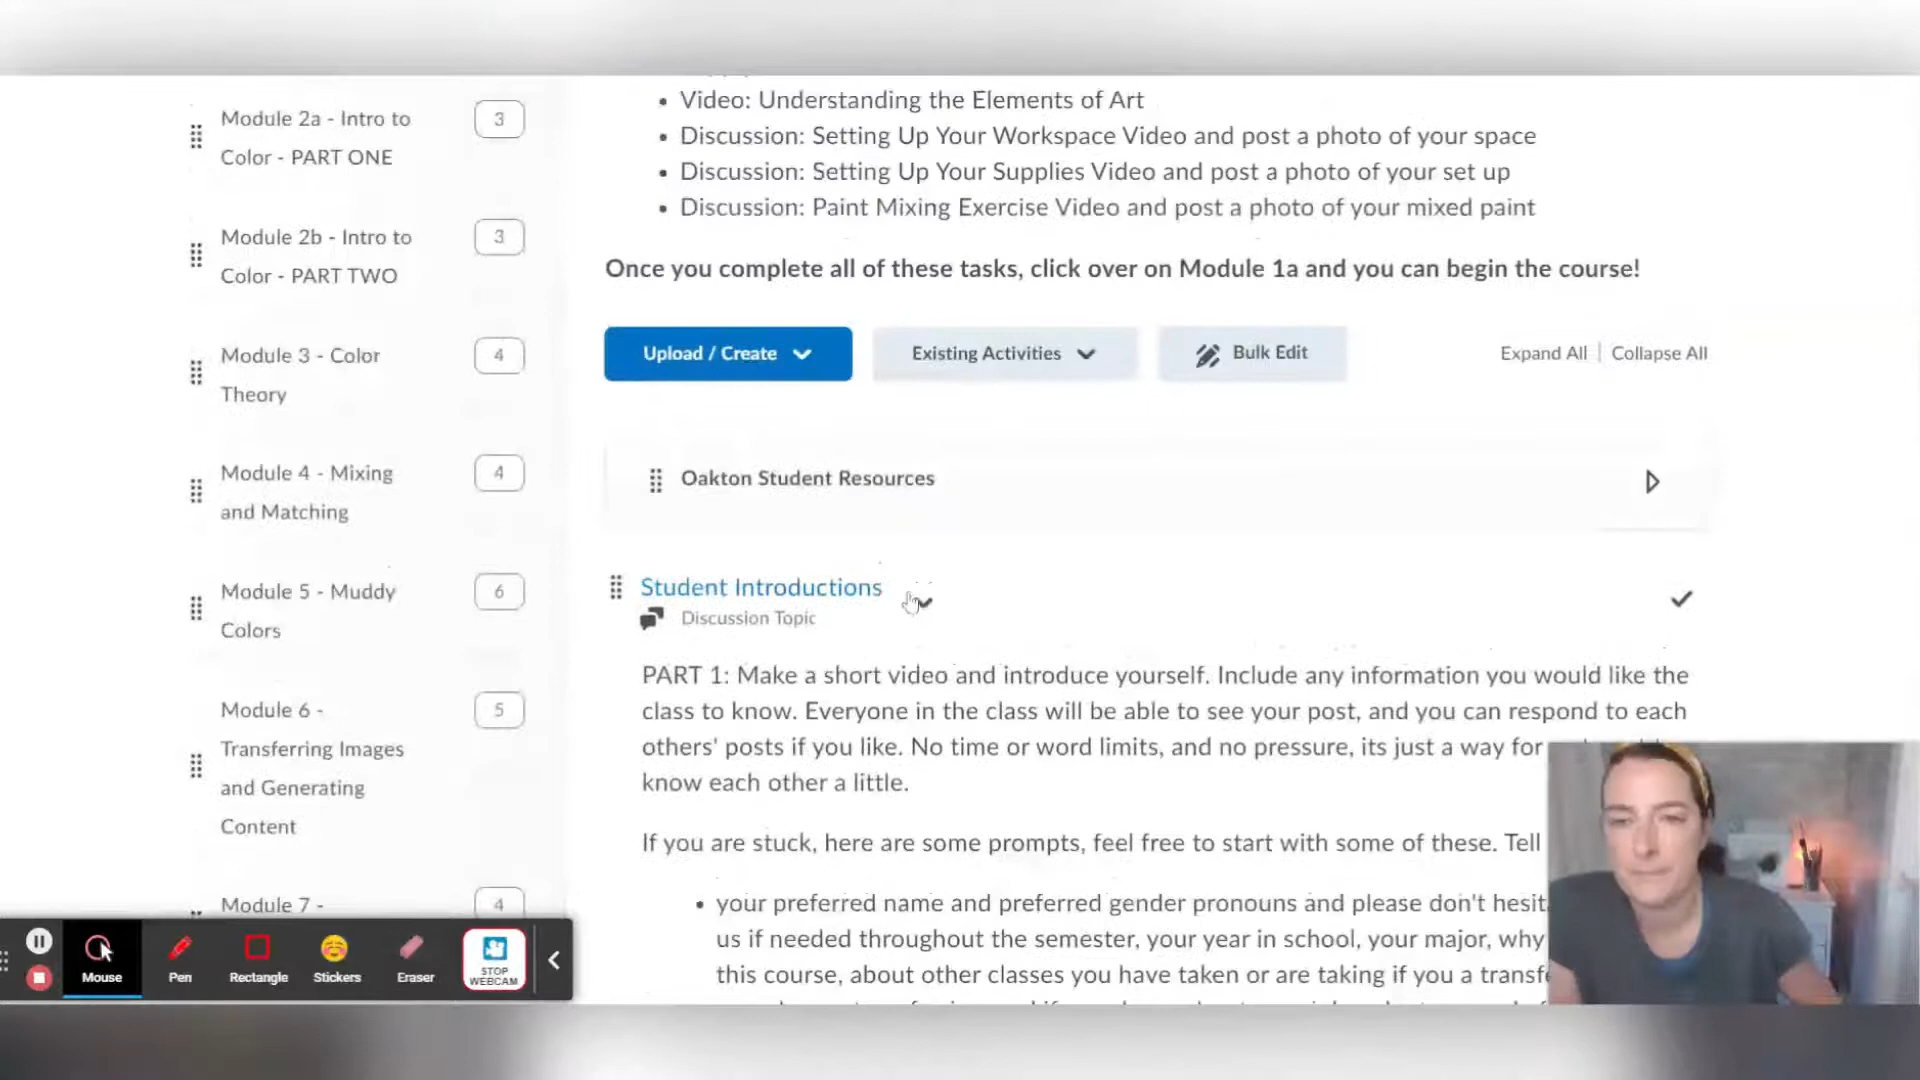 Module 2a - Intro to
Color - PART ONE
3
Module 2b - Intro to
Color - PART TWO
3
Module 3 - Color
Theory
4
Module 4 - Mixing
and Matching
4
Module 5 - Muddy
Colors
6
Module 6 -
Transferring Images
and Generating
Content
5
Module 7 -
4
Video: Understanding the Elements of Art
Discussion: Setting Up Your Workspace Video and post a photo of your space
Discussion: Setting Up Your Supplies Video and post a photo of your set up
Discussion: Paint Mixing Exercise Video and post a photo of your mixed paint
Once you complete all of these tasks, click over on Module 1a and you can begin the course!
Upload / Create
Existing Activities
Bulk Edit
Expand All | Collapse All
Oakton Student Resources
Student Introductions
Discussion Topic
PART 1: Make a short video and introduce yourself. Include any information you would like the
class to know. Everyone in the class will be able to see your post, and you can respond to each
others' posts if you like. No time or word limits, and no pressure, its just a way for
know each other a little.
If you are stuck, here are some prompts, feel free to start with some of these. Tell
your preferred name and preferred gender pronouns and please don't hesit
us if needed throughout the semester, your year in school, your major, why
this course, about other classes you have taken or are taking if you a transf
Mouse
Pen
Rectangle
Stickers
Eraser
STOP
WEBCAM